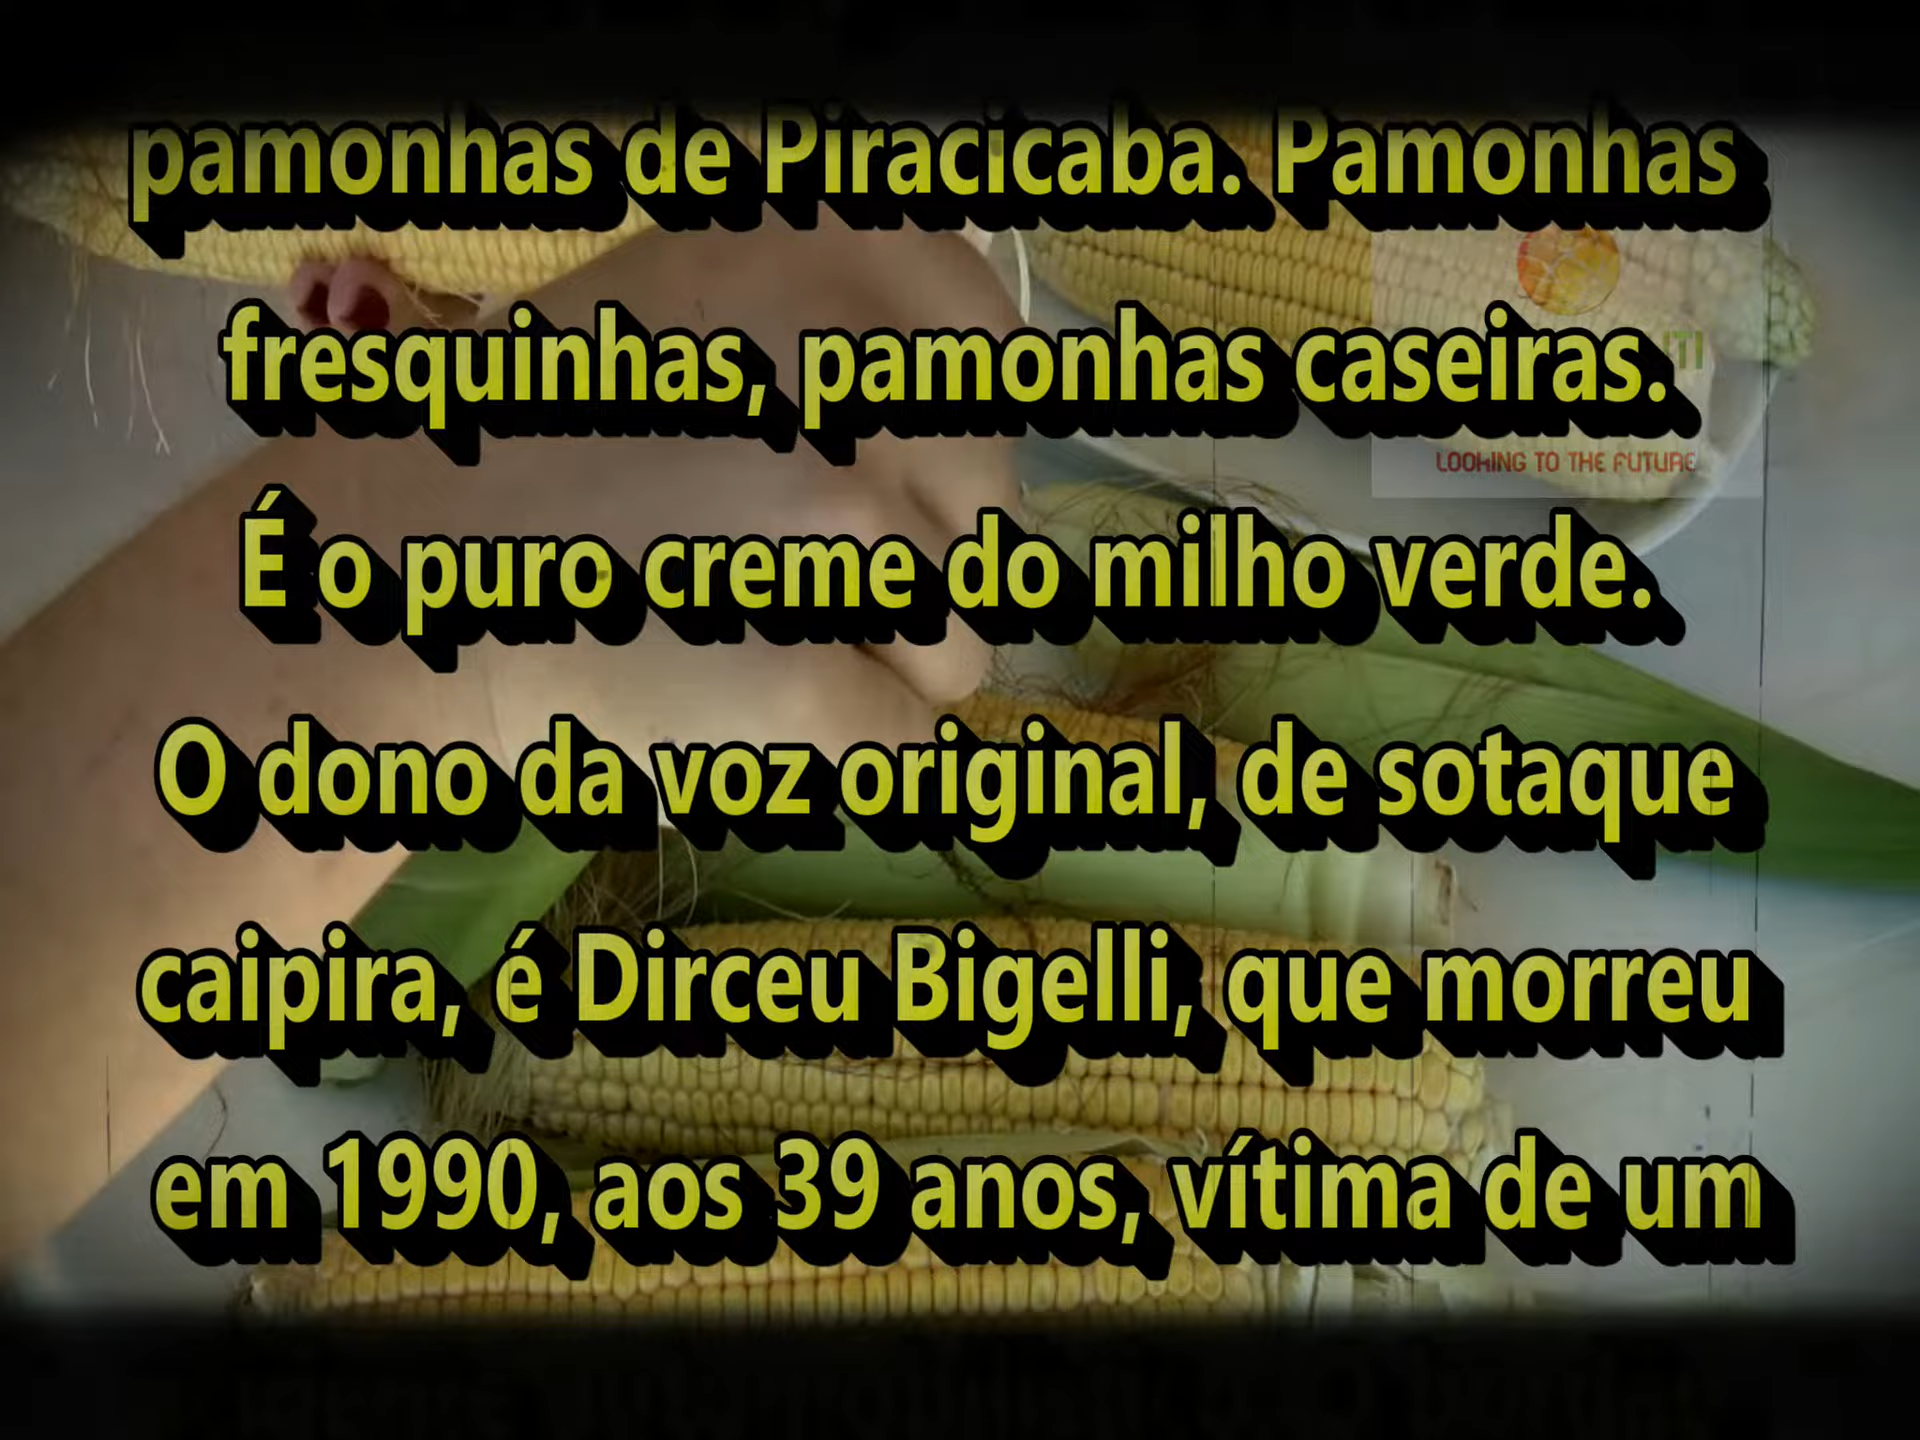 pamonhas de Piracicaba. Pamonhas
fresquinhas, pamonhas caseiras.
TI
LOOKING TO THE FUTURE
É o puro creme do milho verde.
O dono da voz original, de sotaque
caipira, é Dirceu Bigelli, que morreu
em 1990, aos 39 anos, vítima de um